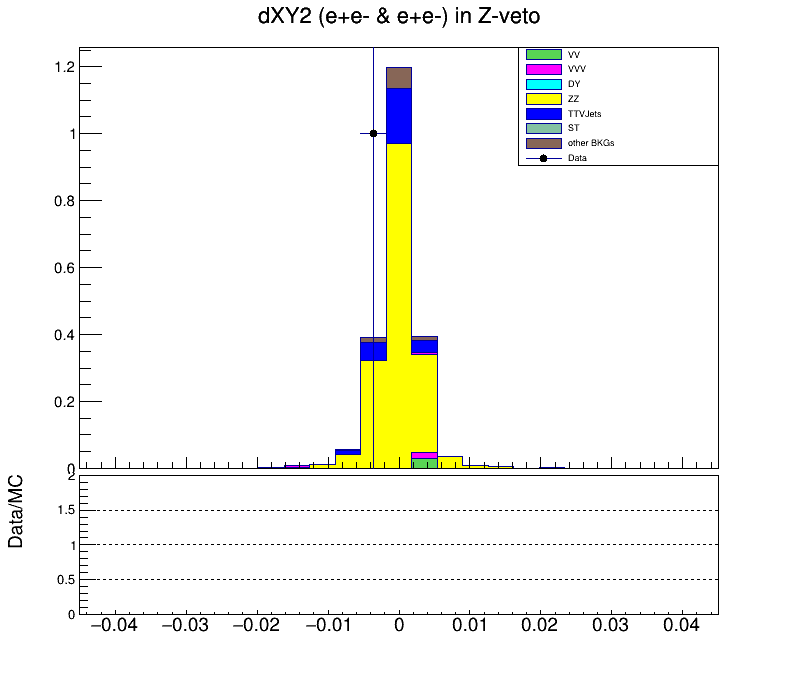 dXY2 (e+e- & e+e-) in Z-veto
VV
VVV
DY
ZZ
TTVJets
ST
other BKGs
Data
1.2
1
0.8
0.6
0.4
0.2
0
Data/MC
2
1.5
1
0.5
0
−0.04 −0.03 −0.02 −0.01 0 0.01 0.02 0.03 0.04